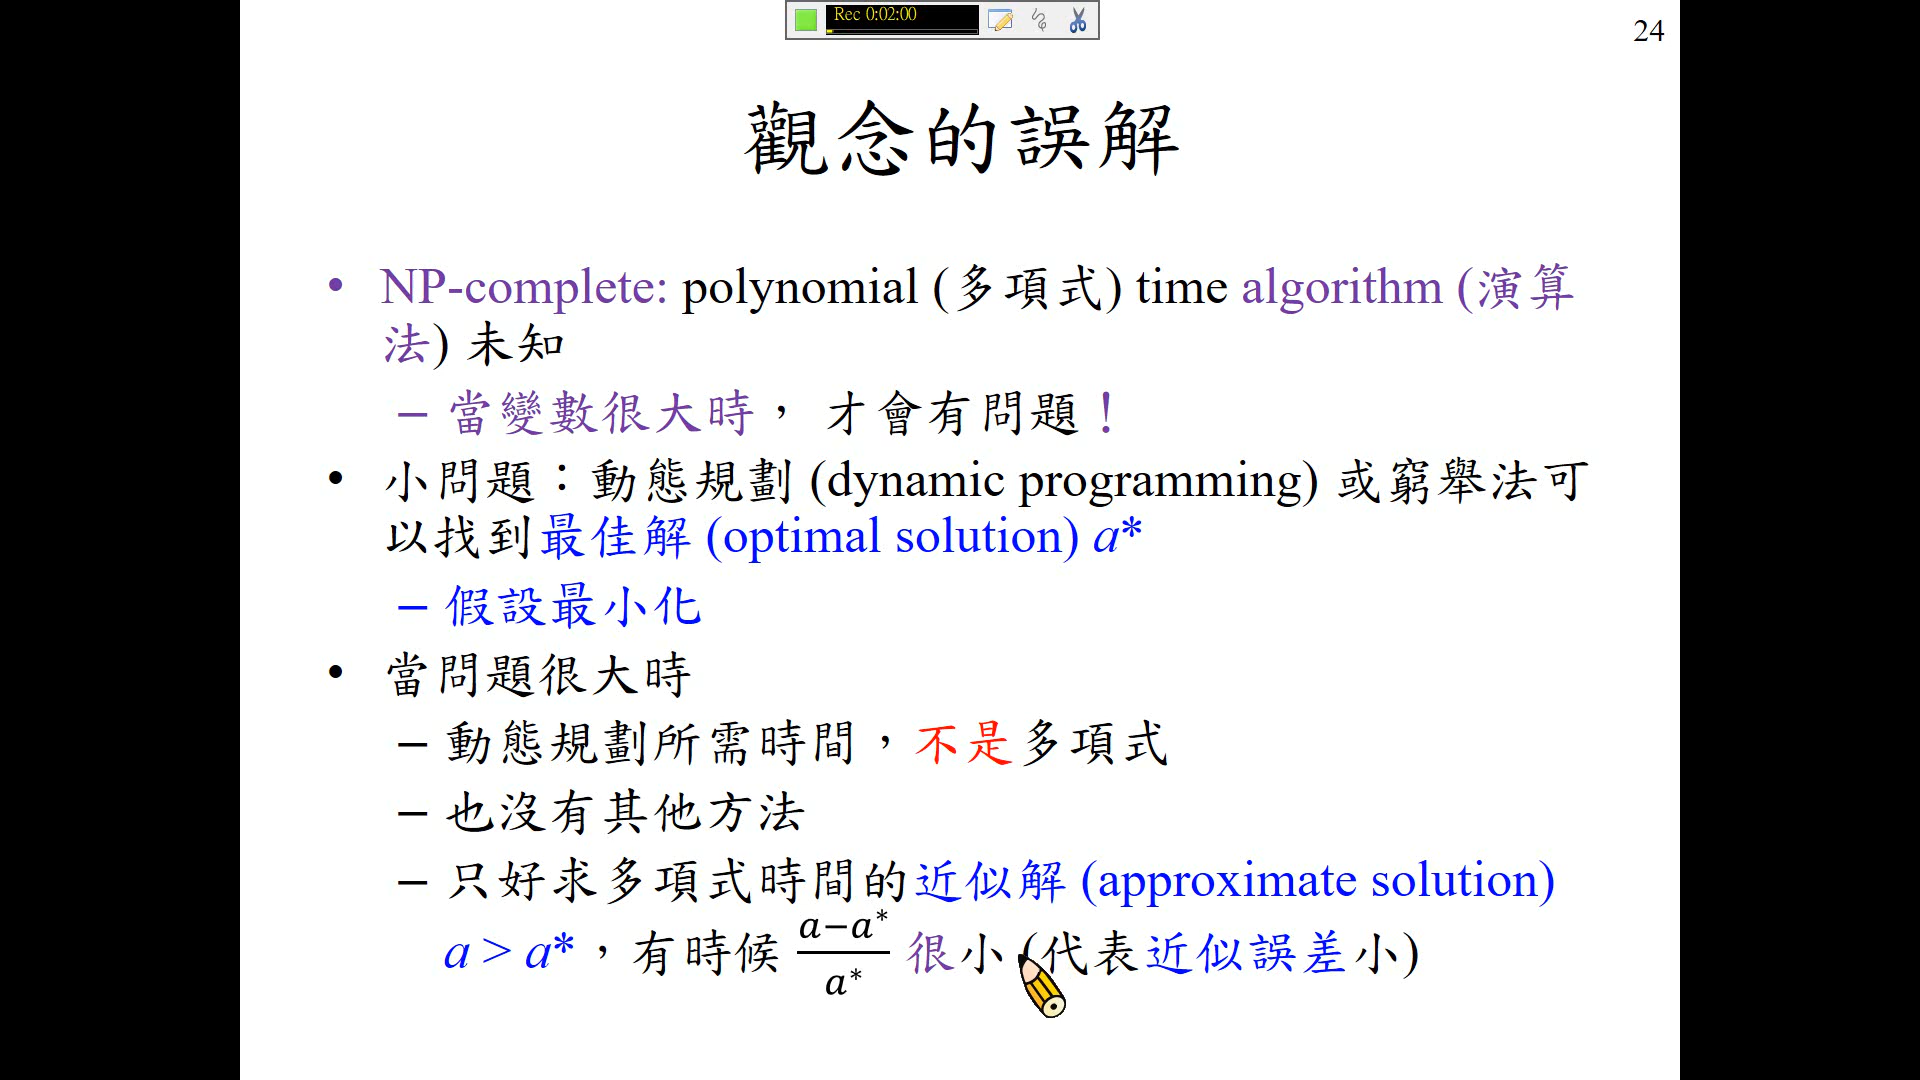 Rec 0:02:00
24
觀念的誤解
• NP-complete: polynomial (多項式) time algorithm (演算
法) 未知
– 當變數很大時， 才會有問題！
• 小問題：動態規劃 (dynamic programming) 或窮舉法可
以找到最佳解 (optimal solution) a*
– 假設最小化
• 當問題很大時
– 動態規劃所需時間，不是多項式
– 也沒有其他方法
– 只好求多項式時間的近似解 (approximate solution)
a > a*，有時候 \frac{a-a^*}{a^*} 很小 (代表近似誤差小)